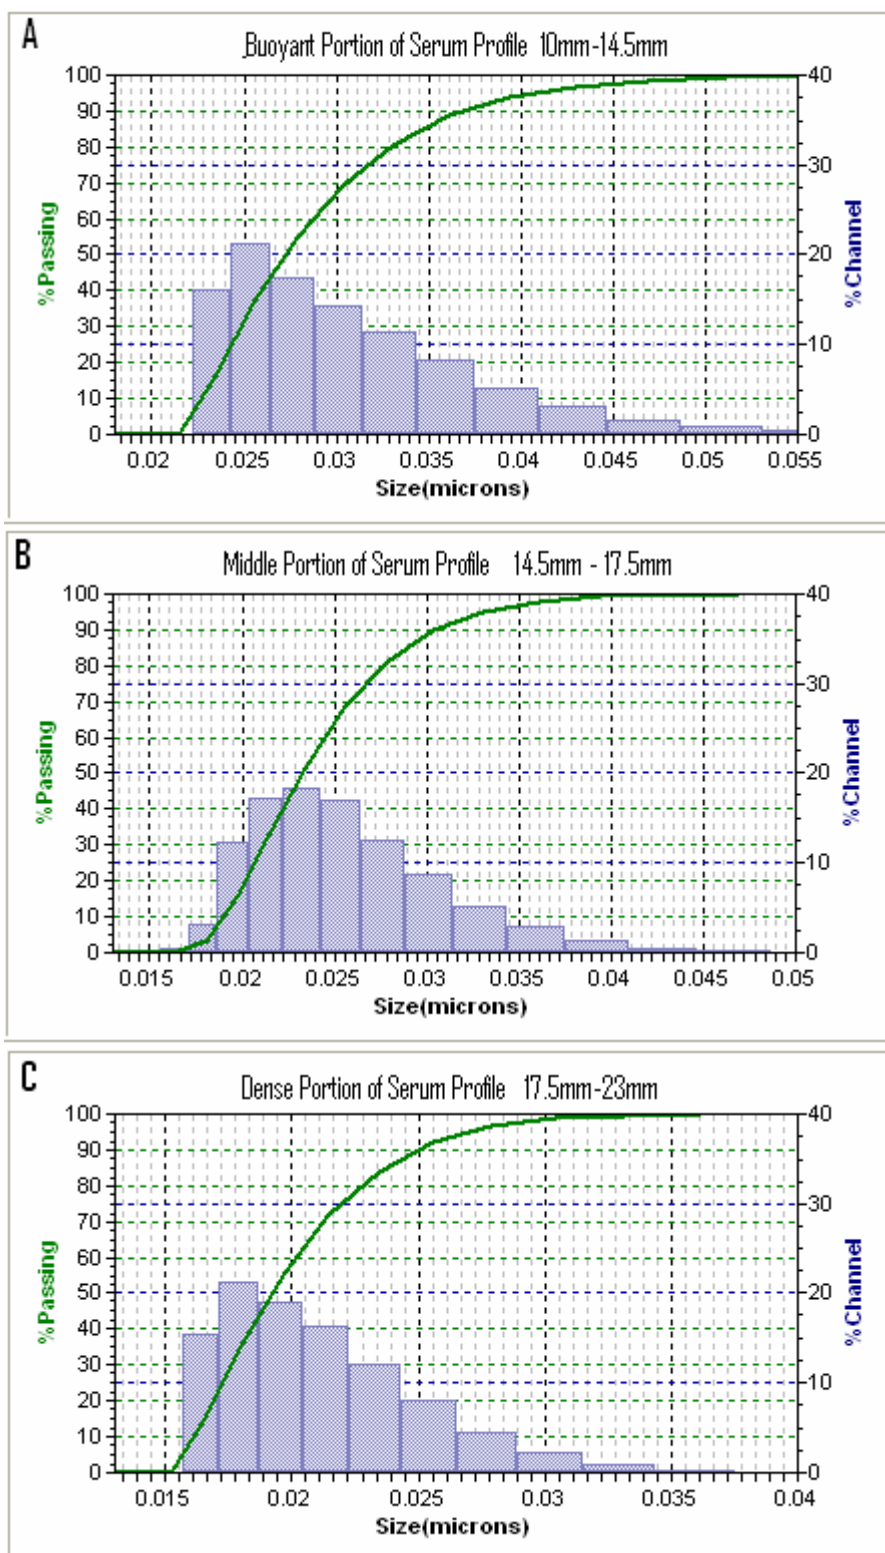 A
Buoyant Portion of Serum Profile 10mm-14.5mm
100 90 80 70 60 50 40 30 20 10 0
%Passing
40 30 20 10 0
%Channel
0.02 0.025 0.03 0.035 0.04 0.045 0.05 0.055
Size(microns)
B
Middle Portion of Serum Profile 14.5mm - 17.5mm
100 90 80 70 60 50 40 30 20 10 0
%Passing
40 30 20 10 0
%Channel
0.015 0.02 0.025 0.03 0.035 0.04 0.045 0.05
Size(microns)
C
Dense Portion of Serum Profile 17.5mm-23mm
100 90 80 70 60 50 40 30 20 10 0
%Passing
40 30 20 10 0
%Channel
0.015 0.02 0.025 0.03 0.035 0.04
Size(microns)